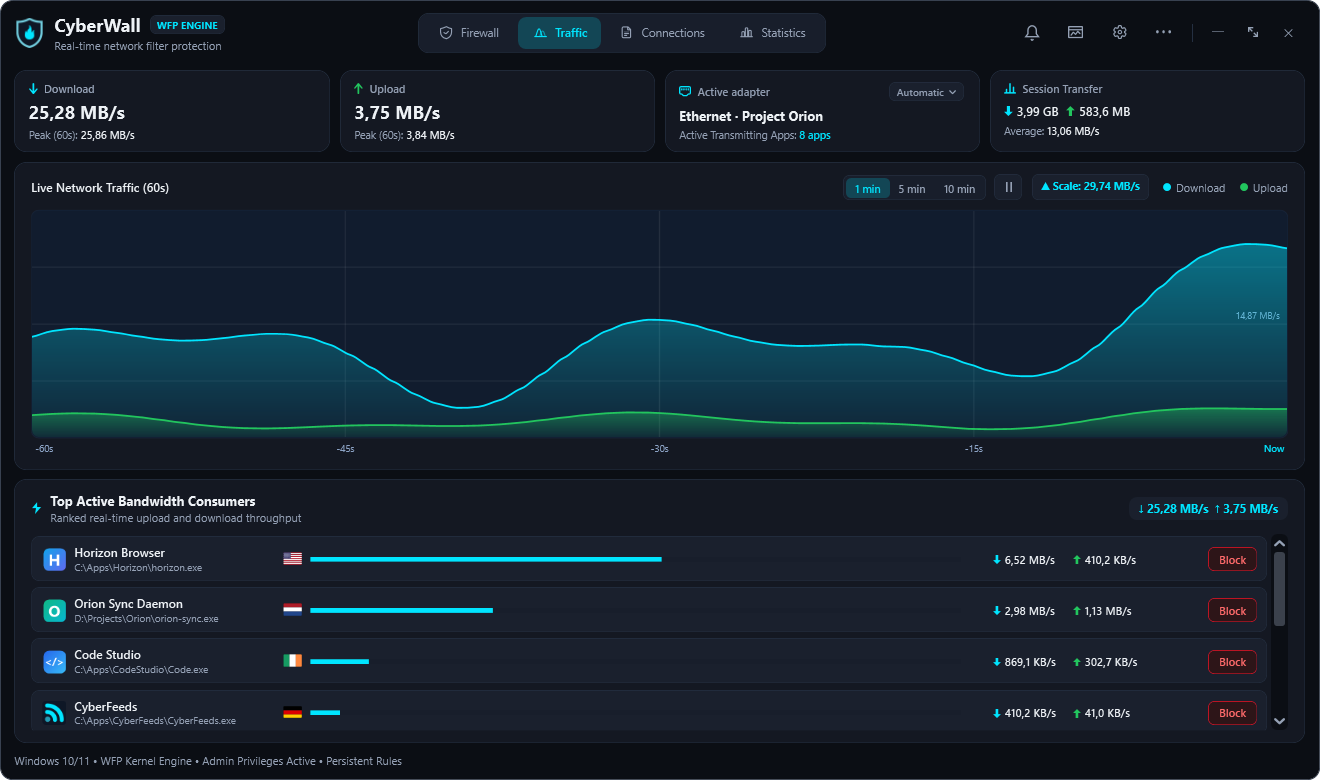 CyberWall WFP ENGINE
Real-time network filter protection
Firewall Traffic Connections Statistics
Download
25,28 MB/s
Peak (60s): 25,86 MB/s
Upload
3,75 MB/s
Peak (60s): 3,84 MB/s
Active adapter Automatic
Ethernet · Project Orion
Active Transmitting Apps: 8 apps
Session Transfer
↓ 3,99 GB ↑ 583,6 MB
Average: 13,06 MB/s
Live Network Traffic (60s)
1 min 5 min 10 min
▲ Scale: 29,74 MB/s
Download Upload
14.87 MB/s
-60s -45s -30s -15s Now
Top Active Bandwidth Consumers
Ranked real-time upload and download throughput
↓ 25,28 MB/s ↑ 3,75 MB/s
H
Horizon Browser
C:\Apps\Horizon\horizon.exe
↓ 6,52 MB/s ↑ 410,2 KB/s Block
O
Orion Sync Daemon
D:\Projects\Orion\orion-sync.exe
↓ 2,98 MB/s ↑ 1,13 MB/s Block
</>
Code Studio
C:\Apps\CodeStudio\Code.exe
↓ 869,1 KB/s ↑ 302,7 KB/s Block
CyberFeeds
C:\Apps\CyberFeeds\CyberFeeds.exe
↓ 410,2 KB/s ↑ 41,0 KB/s Block
Windows 10/11 • WFP Kernel Engine • Admin Privileges Active • Persistent Rules